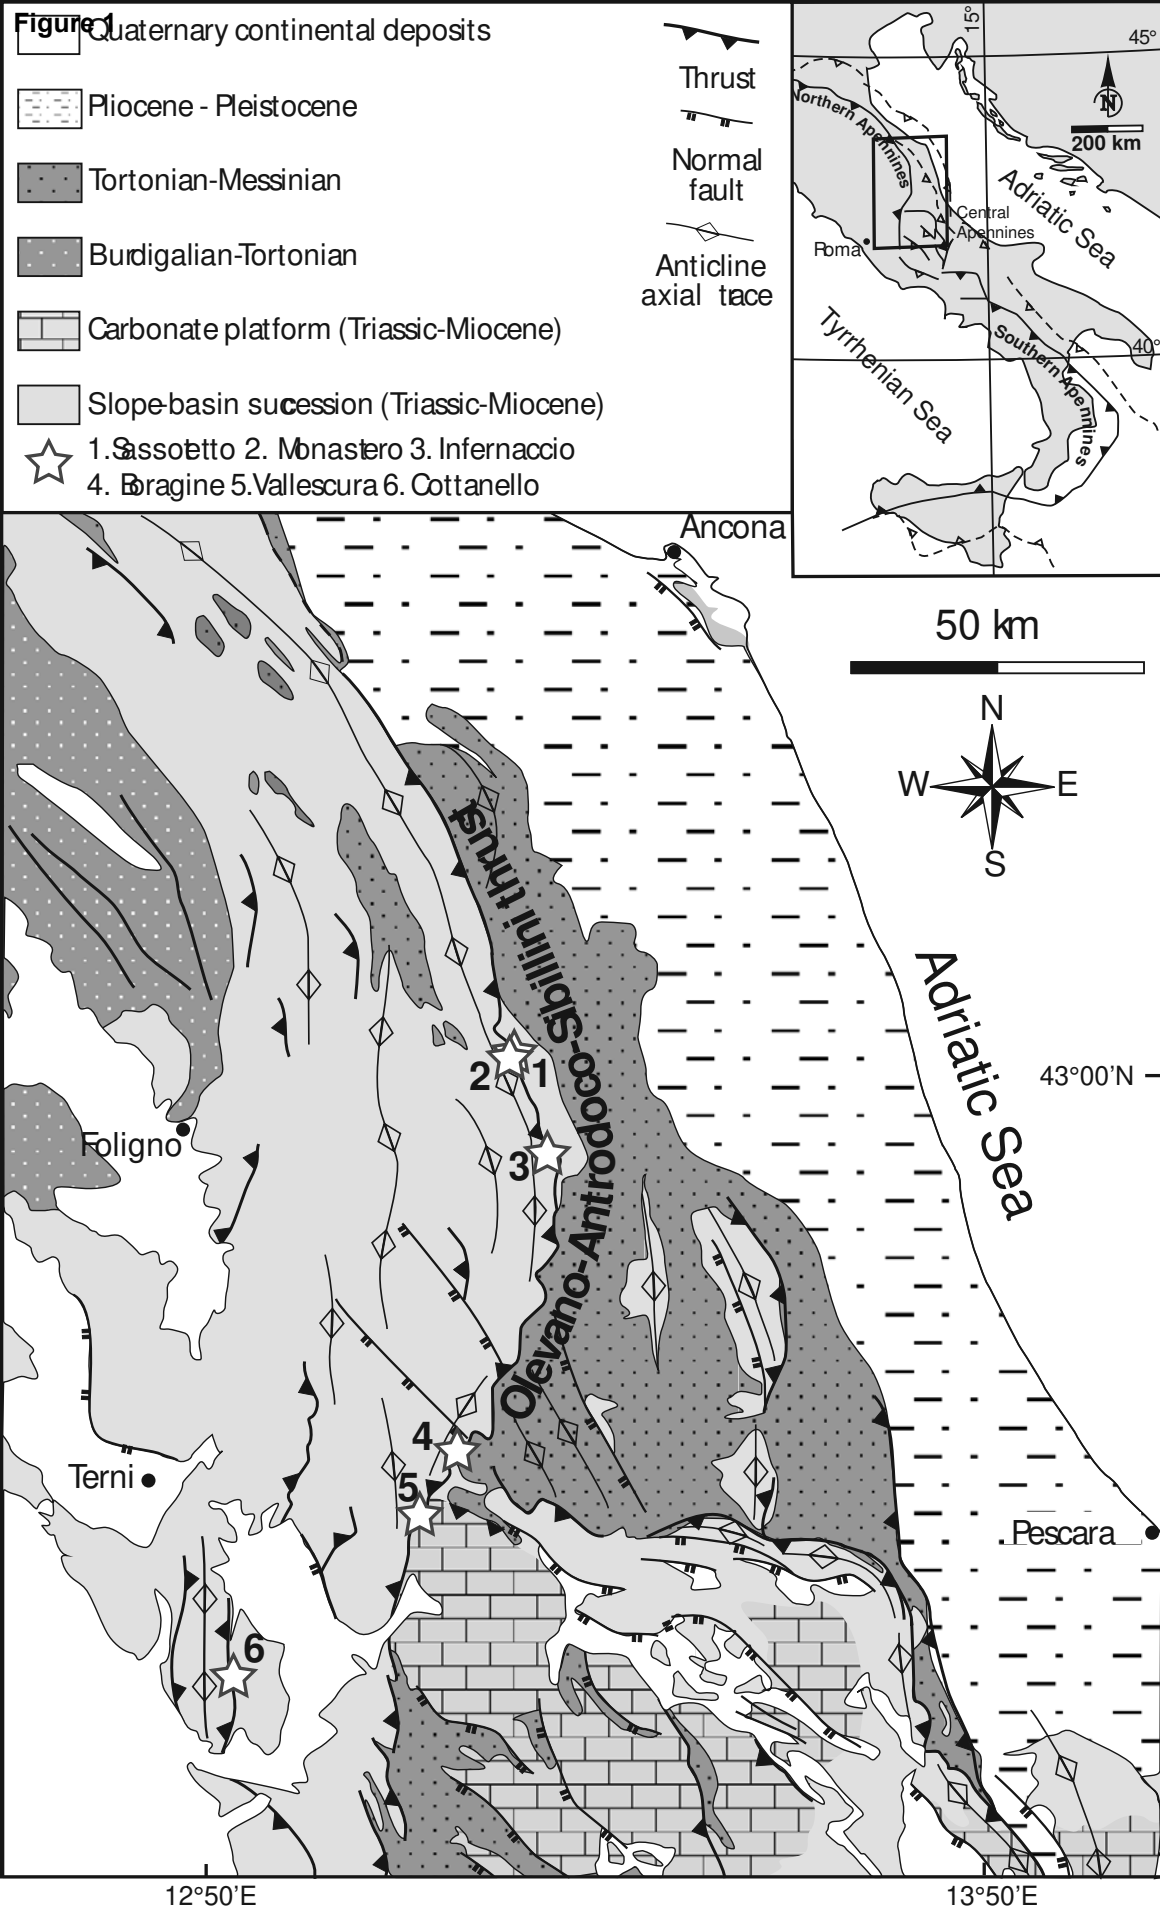 Figure 1
Quaternary continental deposits
Pliocene - Pleistocene
Tortonian-Messinian
Burdigalian-Tortonian
Carbonate platform (Triassic-Miocene)
Slope-basin succession (Triassic-Miocene)
1.Sassotetto 2. Monastero 3. Infernaccio
4. Boragine 5.Vallescura 6. Cottanello
Thrust
Normal
fault
Anticline
axial trace
15°
45°
N
200 km
Northern Apennines
Adriatic Sea
Central
Apennines
Roma
Tyrrhenian Sea
Southern Apennines
40°
Ancona
50 km
N
W
E
S
Olevano-Antrodoco-Sibillini thrust
Adriatic Sea
43°00'N
2
1
3
Foligno
4
5
Terni
Pescara
6
12°50'E
13°50'E